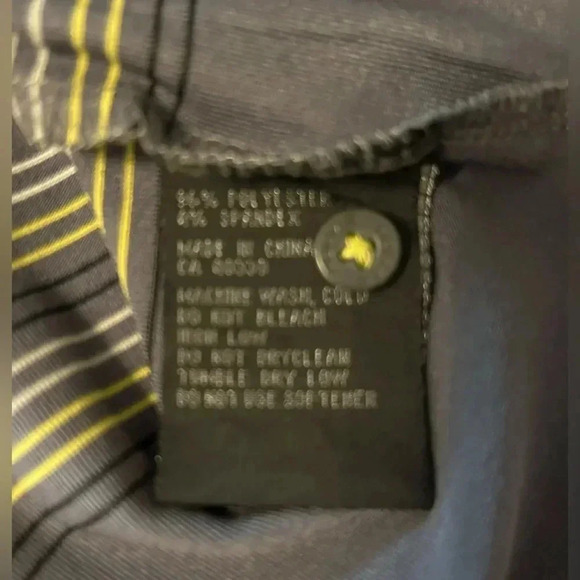 96% POLYESTER
4% SPANDEX
MADE IN CHINA
CA
MACHINE WASH, COLD
DO NOT BLEACH
IRON LOW
DO NOT DRYCLEAN
TUMBLE DRY LOW
DO NOT USE SOFTENER